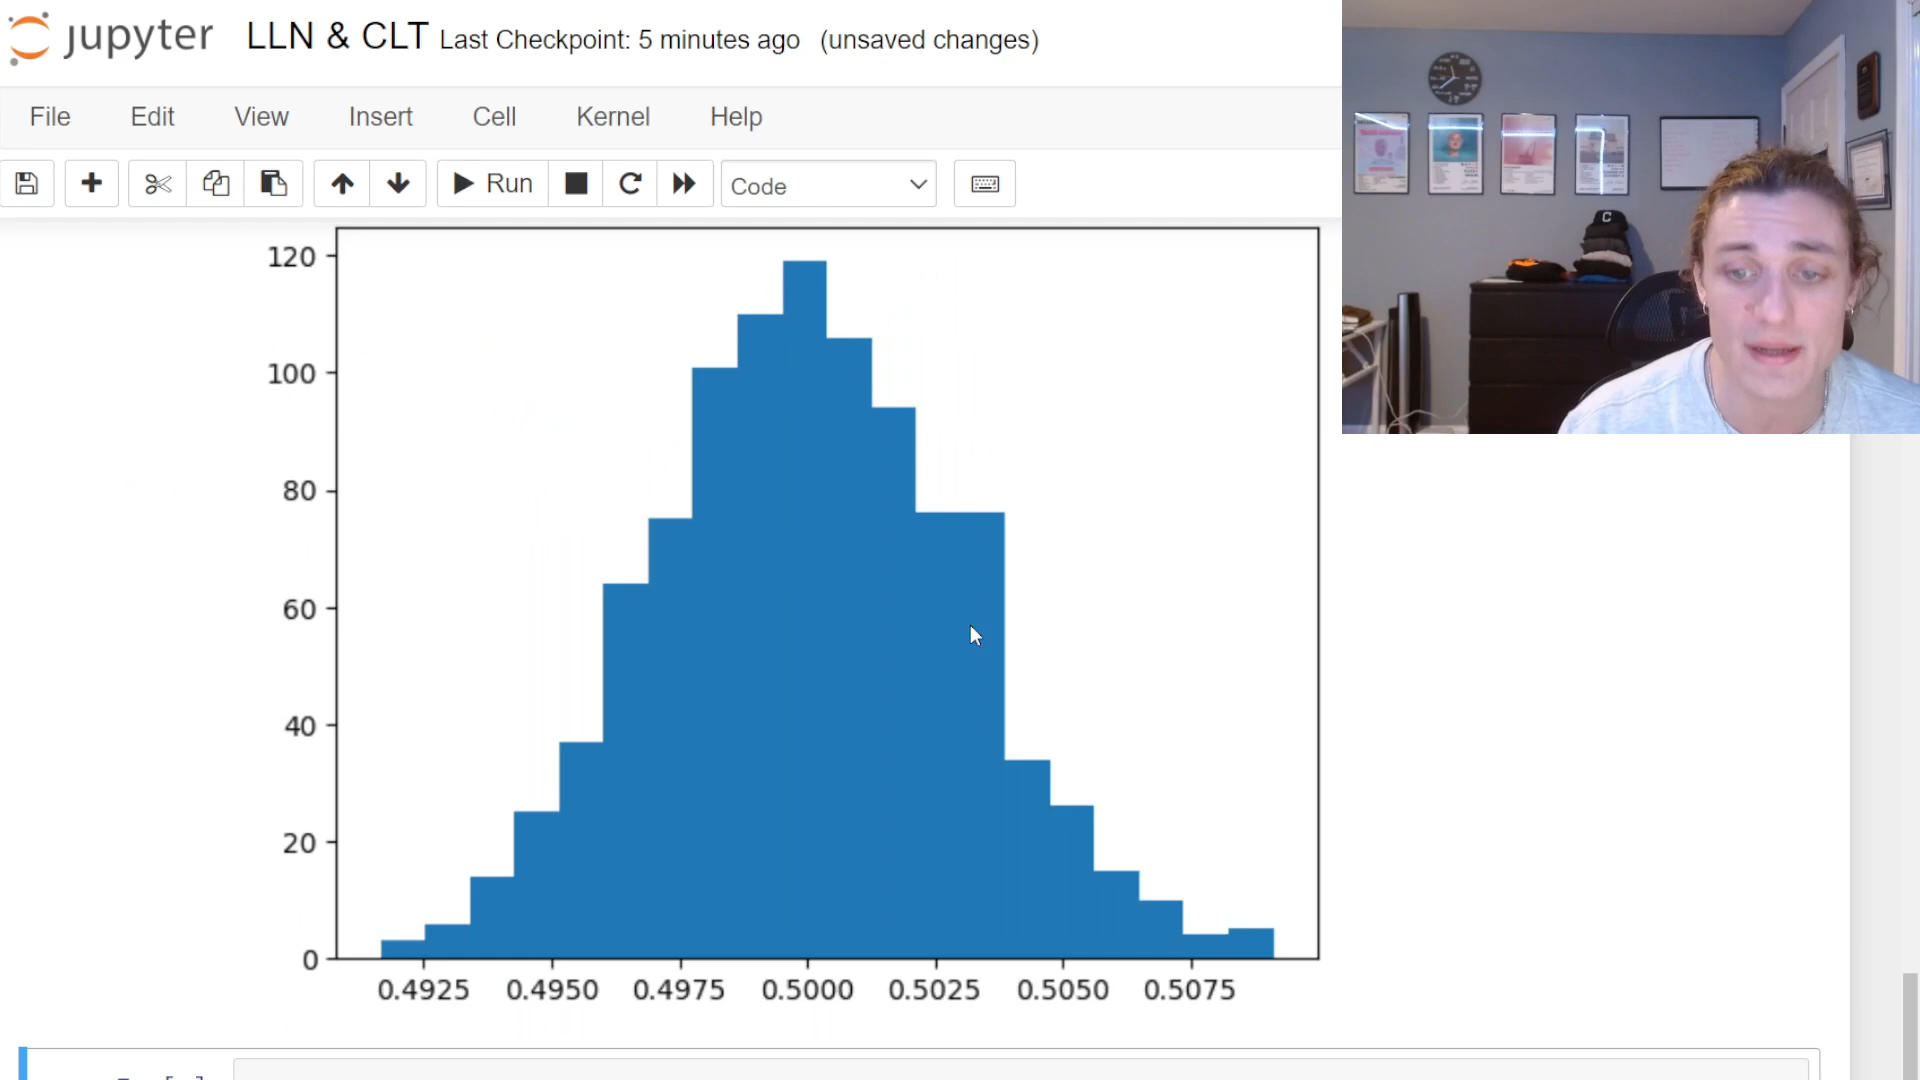 jupyter LLN & CLT Last Checkpoint: 5 minutes ago (unsaved changes)
File Edit View Insert Cell Kernel Help
Run Code
120
100
80
60
40
20
0
0.4925 0.4950 0.4975 0.5000 0.5025 0.5050 0.5075
C